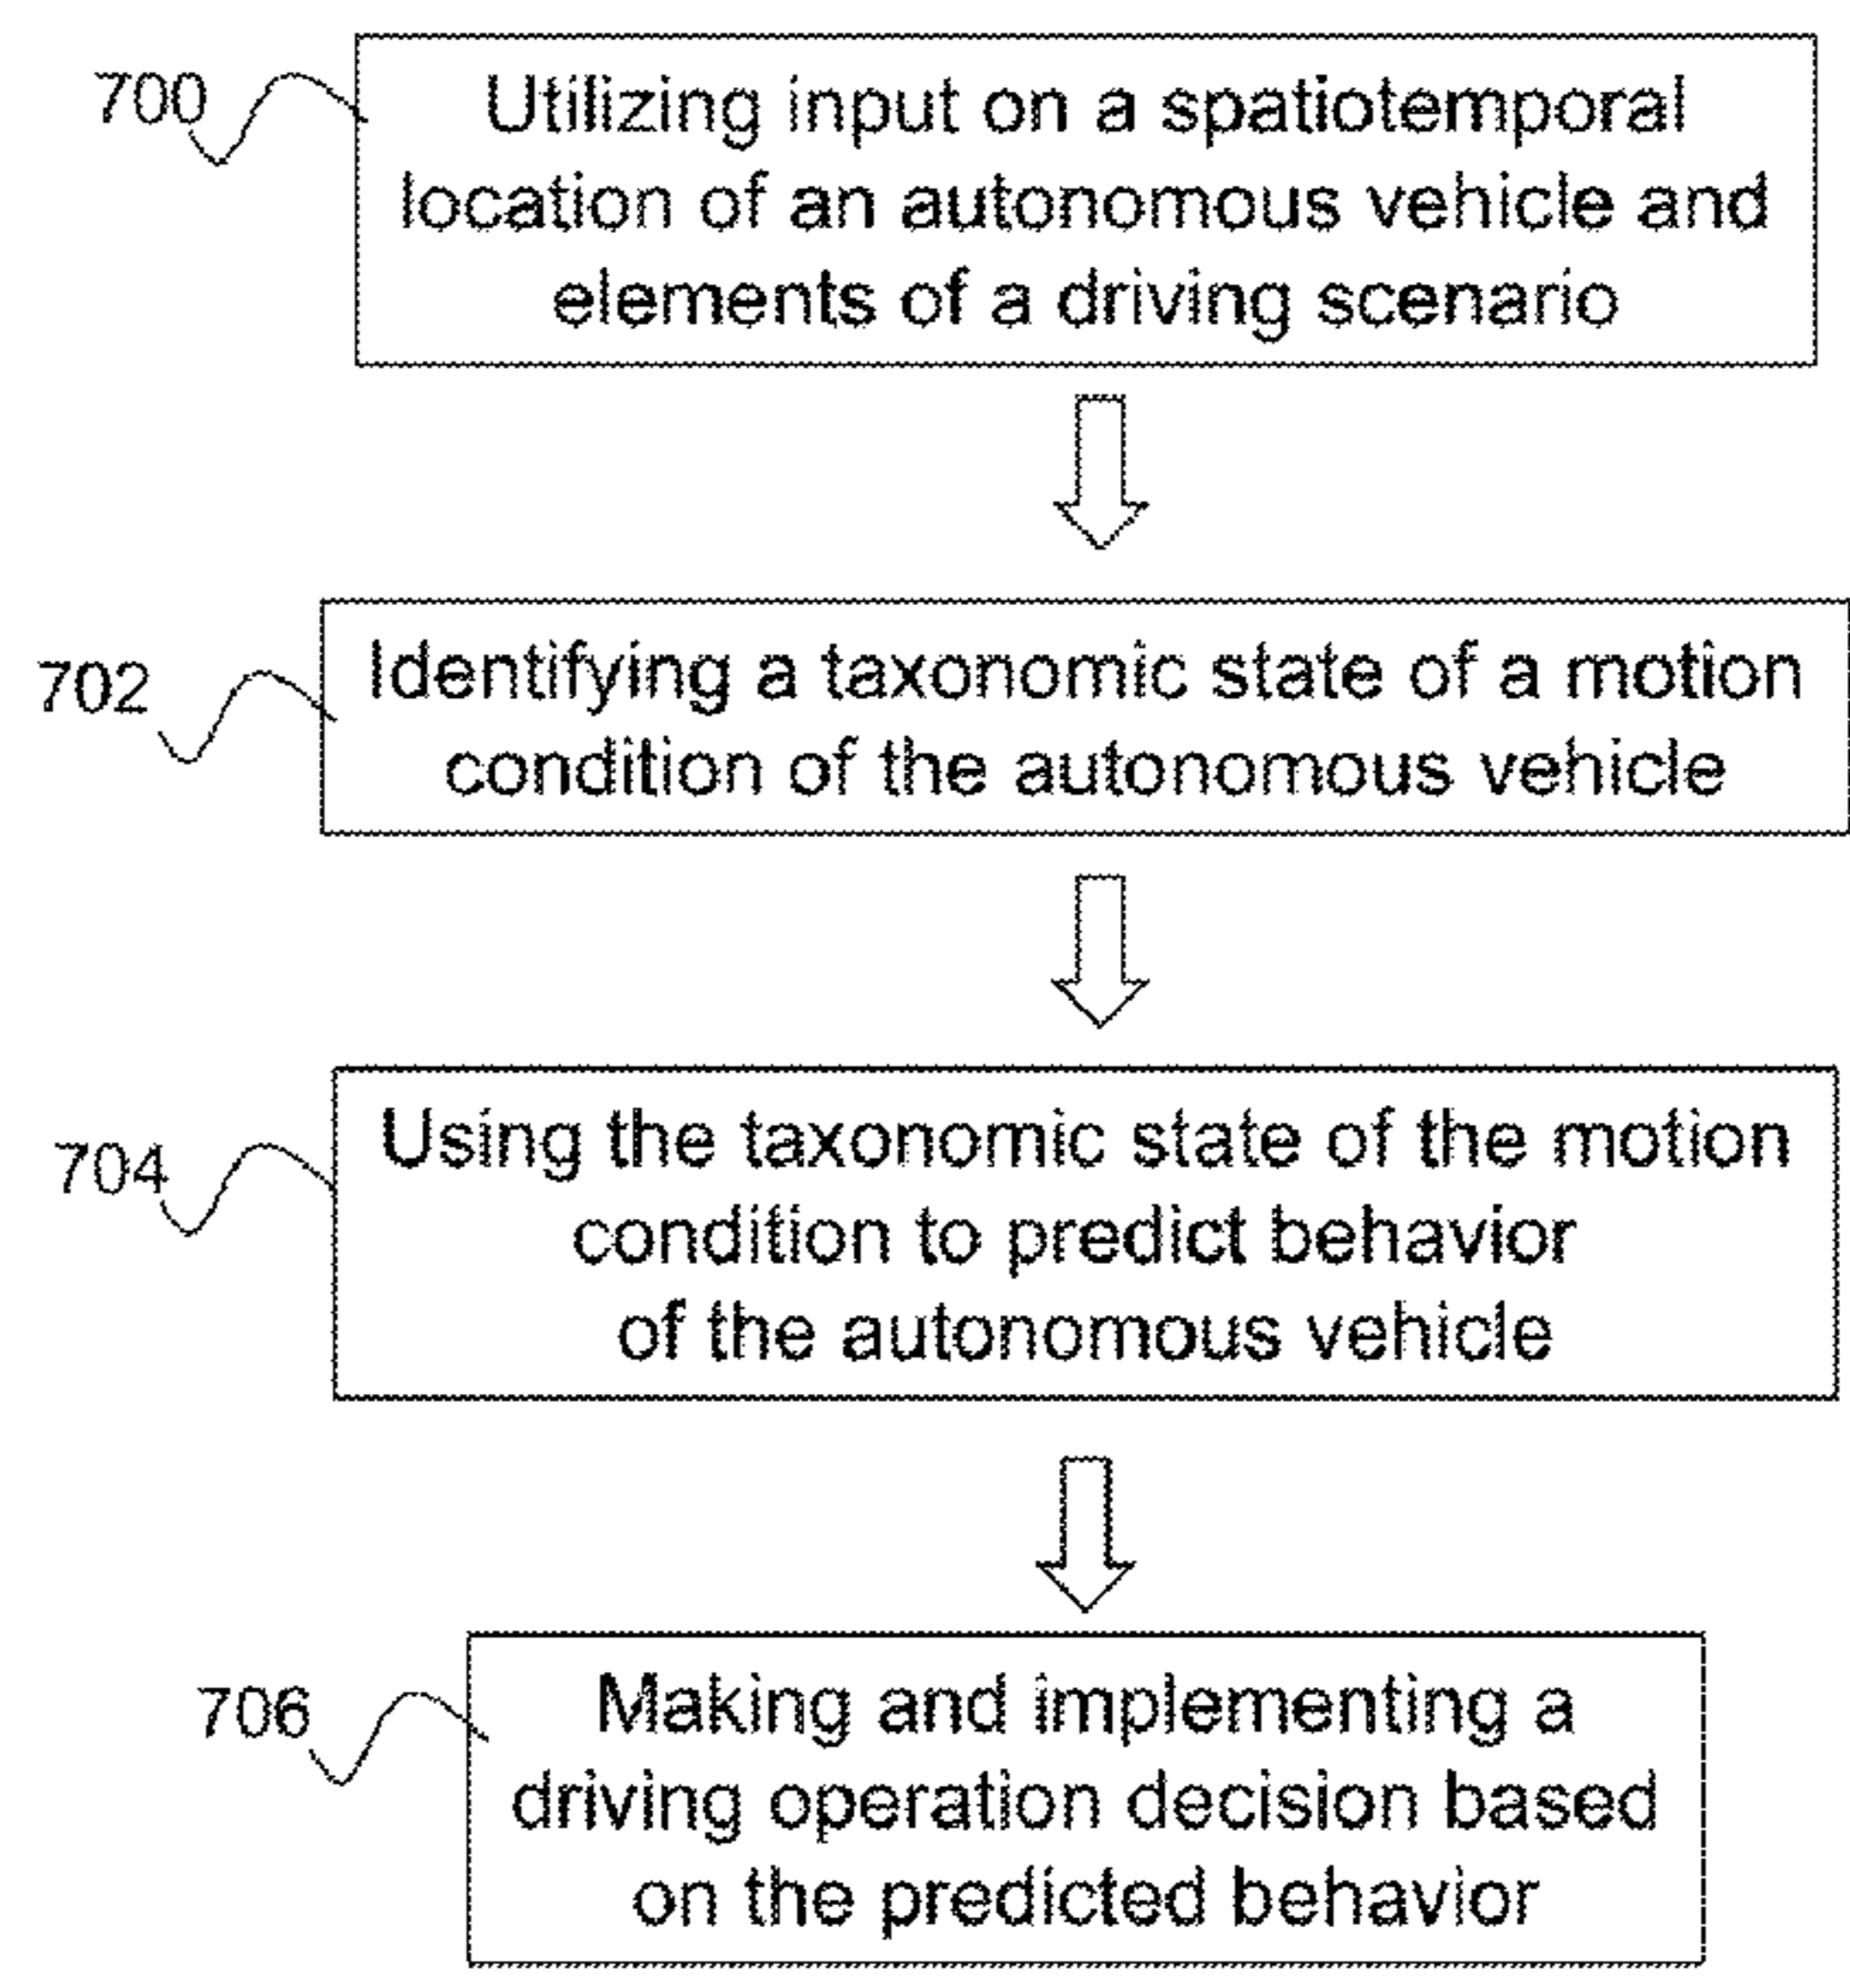 700
Utilizing input on a spatiotemporal
location of an autonomous vehicle and
elements of a driving scenario
702
Identifying a taxonomic state of a motion
condition of the autonomous vehicle
704
Using the taxonomic state of the motion
condition to predict behavior
of the autonomous vehicle
706
Making and implementing a
driving operation decision based
on the predicted behavior